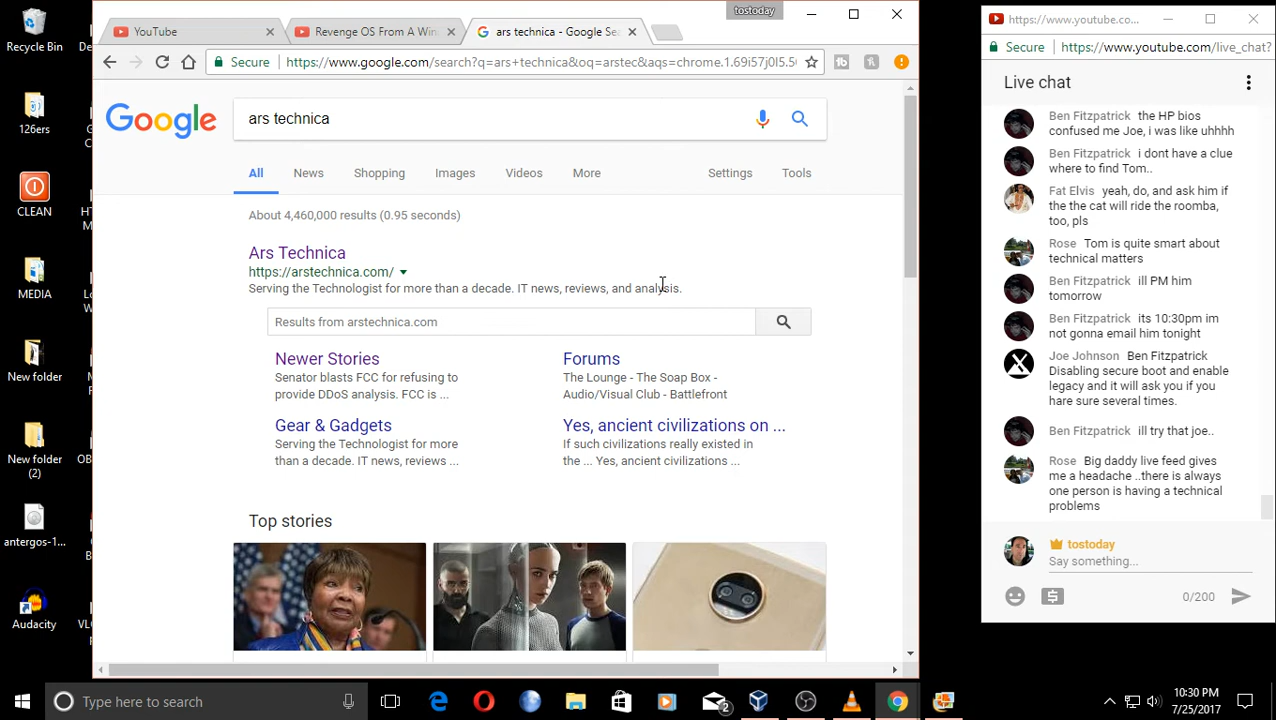 tostoday
YouTube
RevengeOS From A Win
ars technica - Google Se
Secure
https://www.google.com/search?q=ars+technica&oq=arstec&aqs=chrome.1.69i57j0l5.5
Google
ars technica
All
News
Shopping
Images
Videos
More
Settings
Tools
About 4,460,000 results (0.95 seconds)
Ars Technica
https://arstechnica.com/
Serving the Technologist for more than a decade. IT news, reviews, and analysis.
Results from arstechnica.com
Newer Stories
Senator blasts FCC for refusing to
provide DDoS analysis. FCC is ...
Forums
The Lounge - The Soap Box -
Audio/Visual Club - Battlefront
Gear & Gadgets
Serving the Technologist for more
than a decade. IT news, reviews ...
Yes, ancient civilizations on ...
If such civilizations really existed in
the ... Yes, ancient civilizations ...
Top stories
Recycle Bin
126ers
CLEAN
MEDIA
New folder
New folder
(2)
antergos-1...
Audacity
https://www.youtube.co...
Secure
https://www.youtube.com/live_chat?
Live chat
Ben Fitzpatrick the HP bios
confused me Joe, i was like uhhhh
Ben Fitzpatrick i dont have a clue
where to find Tom..
Fat Elvis yeah, do, and ask him if
the the cat will ride the roomba,
too, pls
Rose Tom is quite smart about
technical matters
Ben Fitzpatrick ill PM him
tomorrow
Ben Fitzpatrick its 10:30pm im
not gonna email him tonight
Joe Johnson Ben Fitzpatrick
Disabling secure boot and enable
legacy and it will ask you if you
hare sure several times.
Ben Fitzpatrick ill try that joe..
Rose Big daddy live feed gives
me a headache ..there is always
one person is having a technical
problems
tostoday
Say something...
0/200
Type here to search
2
10:30 PM
7/25/2017